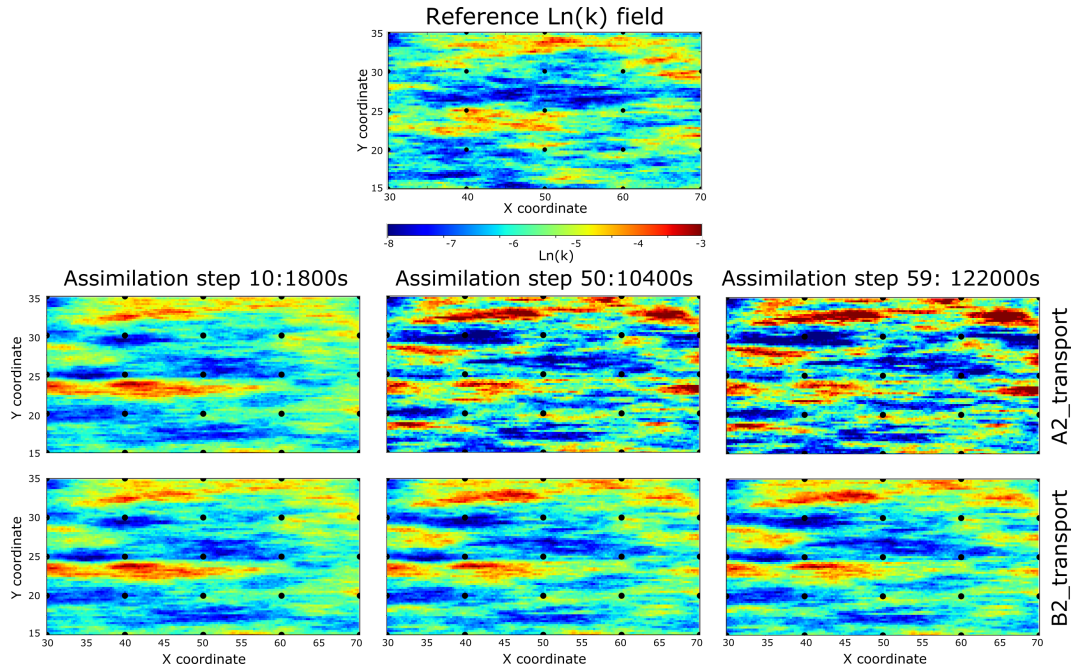 Reference Ln(k) field
35
30
25
20
15
Y coordinate
30 40 50 60 70
X coordinate
-8 -7 -6 -5 -4 -3
Ln(k)
Assimilation step 10:1800s Assimilation step 50:10400s Assimilation step 59: 122000s
35
30
25
20
15
Y coordinate
A2_transport
35
30
25
20
15
Y coordinate
B2_transport
30 35 40 45 50 55 60 65 70 30 35 40 45 50 55 60 65 70 30 35 40 45 50 55 60 65 70
X coordinate X coordinate X coordinate